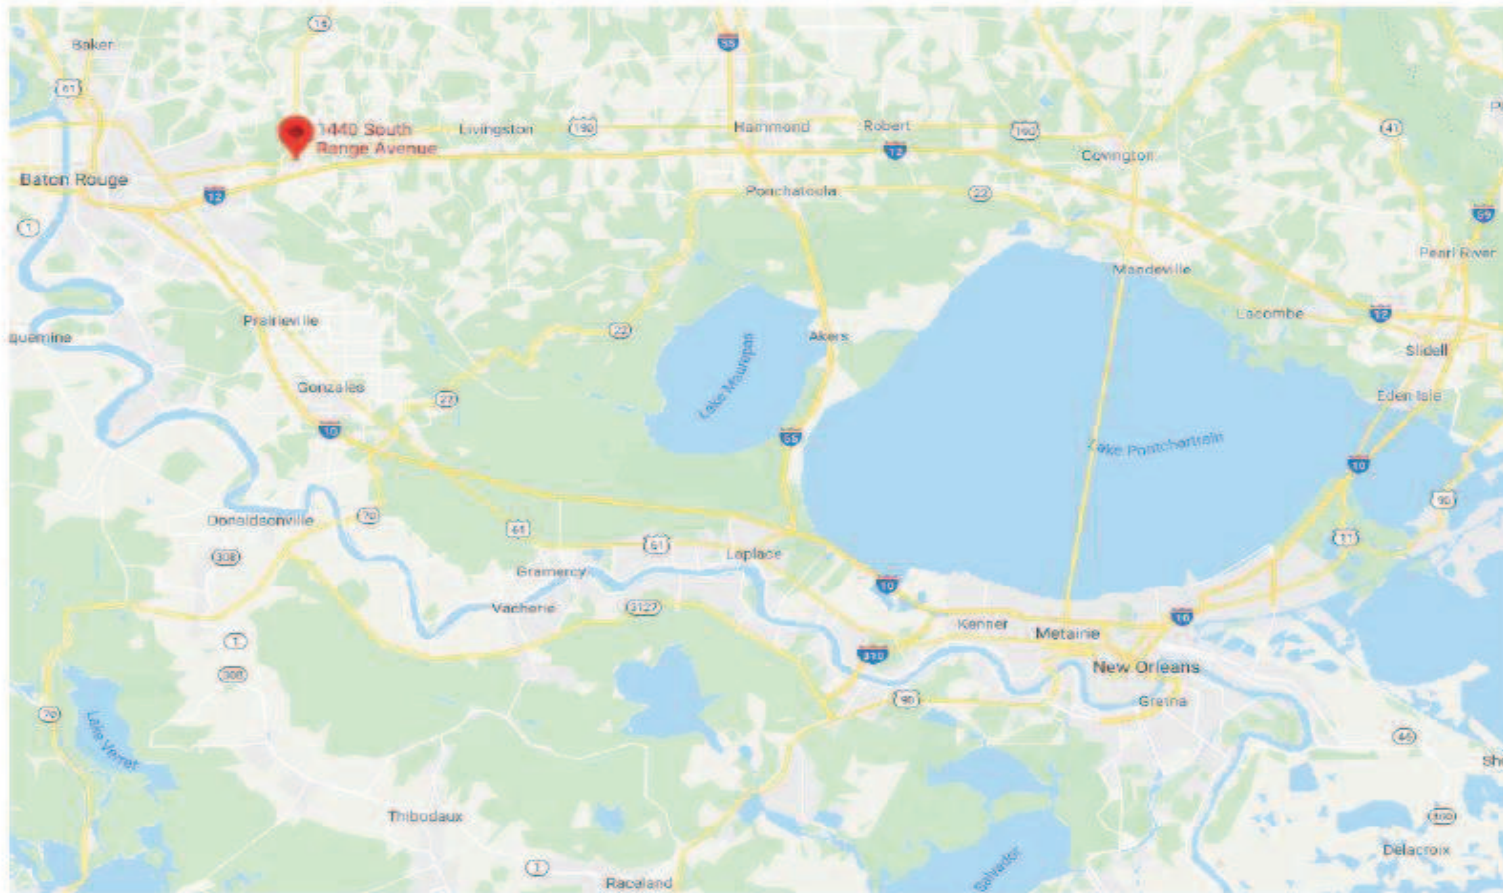 16
55
Baker
61
1440 South
Range Avenue
Livingston
190
Hammond
Robert
190
41
Covington
12
Baton Rouge
12
Ponchatoula
22
59
1
Pearl River
Mandeville
Prairieville
Lacombe
12
22
Akers
quemine
Slidell
Lake Maurepas
Gonzales
22
Eden Isle
10
55
Lake Pontchartrain
10
90
Donaldsonville
70
61
61
11
308
Laplace
Gramercy
10
Vacherie
3127
10
Kenner
Metairie
1
310
New Orleans
308
90
Gretna
70
Lake Verret
46
Sh
Thibodaux
300
Delacroix
1
Salvador
Raceland